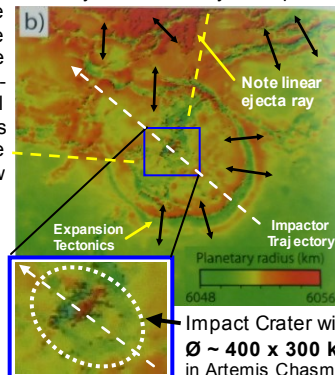 b)
Note linear
ejecta ray
Expansion
Tectonics
Impactor
Trajectory
Planetary radius (km)
6048
6056
Impact Crater wi
Ø ~ 400 x 300 k
in Artemis Chasm